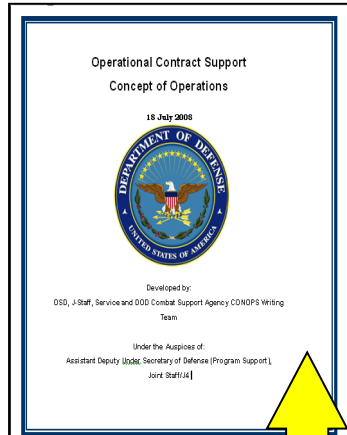 Operational Contract Support
Concept of Operations
18 July 2008
DEPARTMENT OF DEFENSE
UNITED STATES OF AMERICA
Developed by:
OSD, J-Staff, Service and DOD Combat Support Agency CONOPS Writing
Team
Under the Auspices of:
Assistant Deputy Under Secretary of Defense (Program Support),
Joint Staff/J4